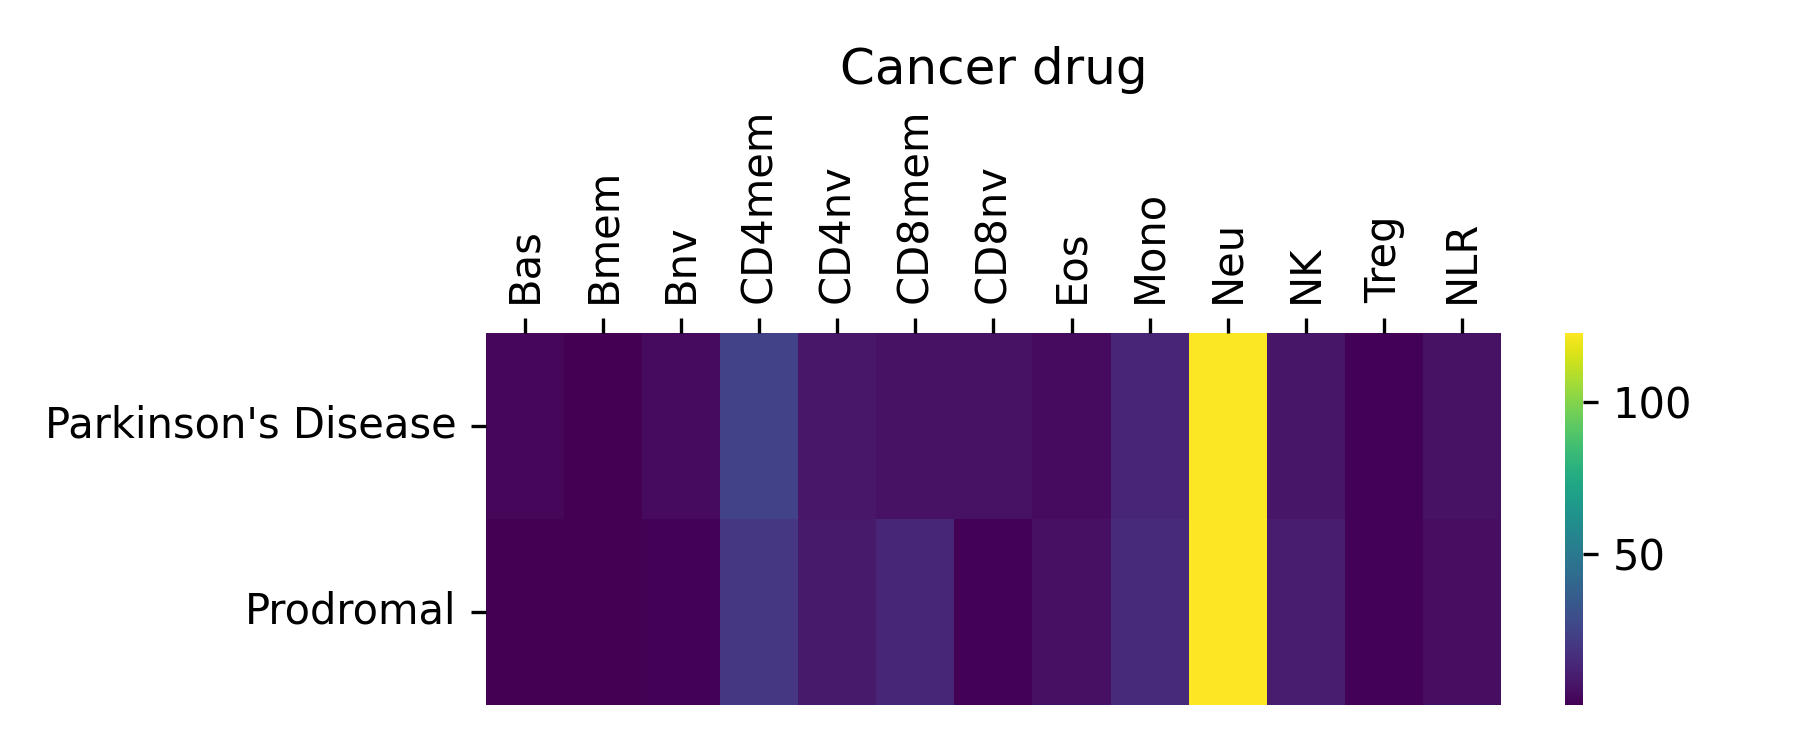 Cancer drug
Bas
Bmem
Bnv
CD4mem
CD4nv
CD8mem
CD8nv
Eos
Mono
Neu
NK
Treg
NLR
Parkinson's Disease
Prodromal
100
50